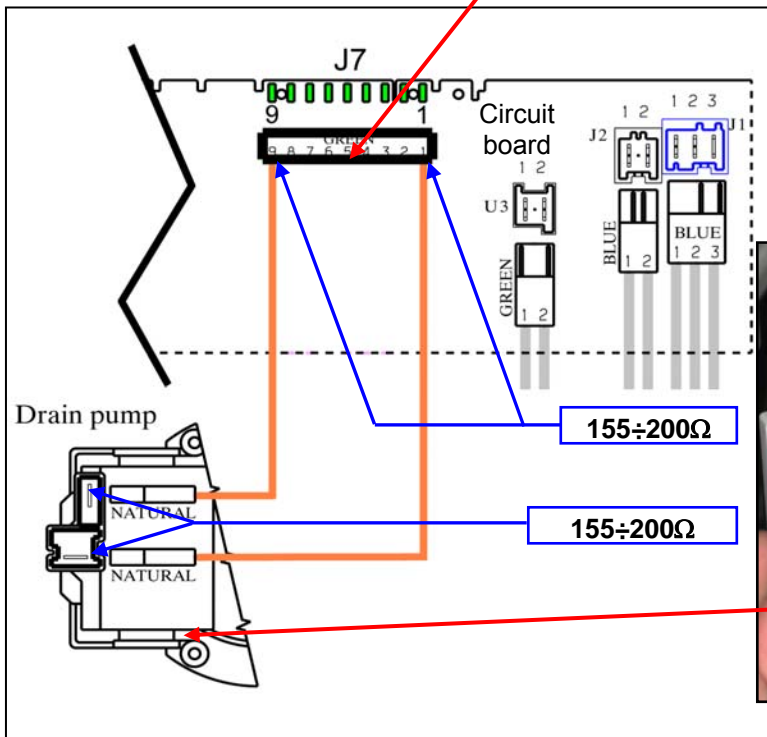 J7
9 1
GREEN
9 8 7 6 5 4 3 2 1
Circuit
board
1 2
U3
GREEN
1 2
1 2
J2
BLUE
1 2
1 2 3
J1
BLUE
1 2 3
155÷200Ω
Drain pump
NATURAL
155÷200Ω
NATURAL